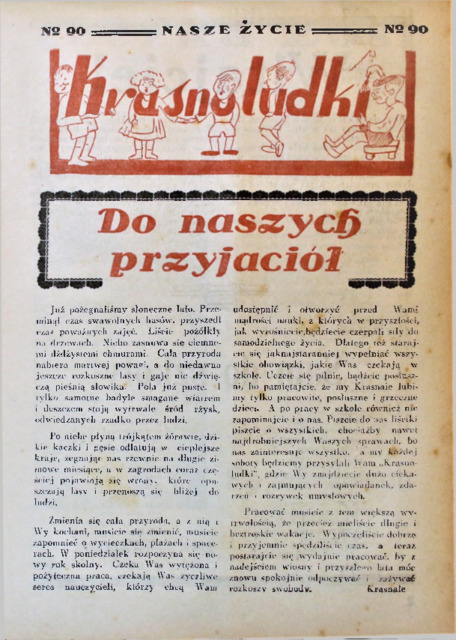 № 90 NASZE ŻYCIE № 90
Krasnoludki
Do naszych
przyjaciół
Już pożegnaliśmy słoneczne lato. Prze-
minął czas swawolnych hasów, przyszedł
czas poważnych zajęć. Liście pożółkły
na drzewach. Niebo zasnuwa się ciemne-
mi dżdżystemi chmurami. Cała przyroda
nabiera martwej powagi, a do niedawna
jeszcze rozkoszne lasy i gaje nie dźwię-
czą pieśnią słowika. Pola już puste. I
tylko samotne badyle smagane wiatrem
i deszczem stoją wytrwale śród rżysk,
odwiedzanych rzadko przez ludzi.
Po niebie płyną trójkątem żórawie, dzi-
kie kaczki i gęsie odlatują w cieplejsze
kraje, żegnając nas rzewnie na długie zi-
mowe miesiące, a w zagrodach coraz czę-
ściej pojawiają się wrony, które opu-
szczają lasy i przenoszą się bliżej do
ludzi.
Zmienia się cała przyroda, a z nią i
Wy kochani, musicie się zmienić, musicie
zapomnieć o wycieczkach, plażach i space-
rach. W poniedziałek rozpoczyna się no-
wy rok szkolny. Czeka Was wytężona i
pożyteczna praca, czekają Was życzliwe
serca nauczycieli, którzy chcą Wam
udostępnić i otworzyć przed Wami
mądrości nauki, z których w przyszłości,
jak wyrośniecie, będziecie czerpali siły do
samodzielnego życia. Dlatego też staraj-
cie się jaknajstaranniej wypełniać wszy-
stkie obowiązki, jakie Was czekają w
szkole. Uczcie się pilnie, bądźcie posłusz-
ni, bo pamiętajcie, że my Krasnale lubi-
my tylko pracowite, posłuszne i grzeczne
dzieci. A po pracy w szkole również nie
zapominajcie i o nas. Piszcie do nas liściki
piszcie o wszystkiem, chociażby nawet
najdrobniejszych Waszych sprawach, bo
nas zainteresuje wszystko, a my każdej
soboty będziemy przysyłali Wam „Krasno-
ludki", gdzie Wy znajdziecie dużo cieka-
wych i zajmujących opowiadanek, zda-
rzeń i rozrywek umysłowych.
Pracować musicie z tem większą wy-
trwałością, że przecież mieliście długie i
beztroskie wakacje. Wypoczęliście dobrze
i przyjemnie spędziliście czas, a teraz
postarajcie się wydajnie pracować, by z
nadejściem wiosny i przyszłego lata móc
znowu spokojnie odpoczywać i zażywać
rozkoszy swobody. Krasnale